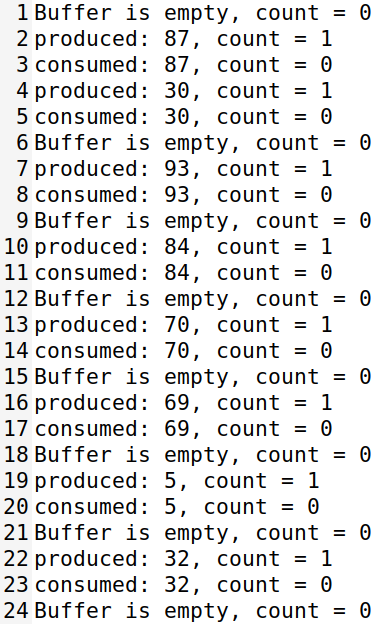 1 Buffer is empty, count = 0
2 produced: 87, count = 1
3 consumed: 87, count = 0
4 produced: 30, count = 1
5 consumed: 30, count = 0
6 Buffer is empty, count = 0
7 produced: 93, count = 1
8 consumed: 93, count = 0
9 Buffer is empty, count = 0
10 produced: 84, count = 1
11 consumed: 84, count = 0
12 Buffer is empty, count = 0
13 produced: 70, count = 1
14 consumed: 70, count = 0
15 Buffer is empty, count = 0
16 produced: 69, count = 1
17 consumed: 69, count = 0
18 Buffer is empty, count = 0
19 produced: 5, count = 1
20 consumed: 5, count = 0
21 Buffer is empty, count = 0
22 produced: 32, count = 1
23 consumed: 32, count = 0
24 Buffer is empty, count = 0